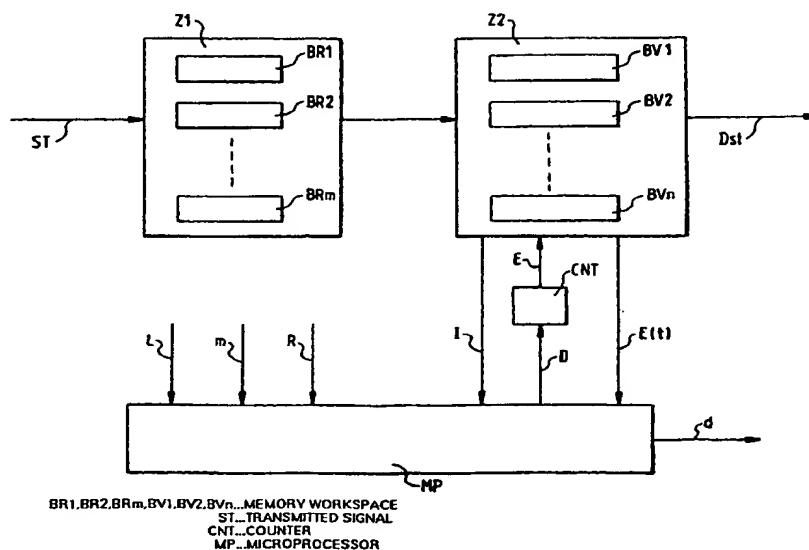 Z1
Z2
BR1
BV1
BR2
BV2
ST
Dst
BRm
BVn
E
CNT
l
m
R
I
D
E(t)
d
MP
BR1,BR2,BRm,BV1,BV2,BVn...MEMORY WORKSPACE
ST...TRANSMITTED SIGNAL
CNT...COUNTER
MP...MICROPROCESSOR